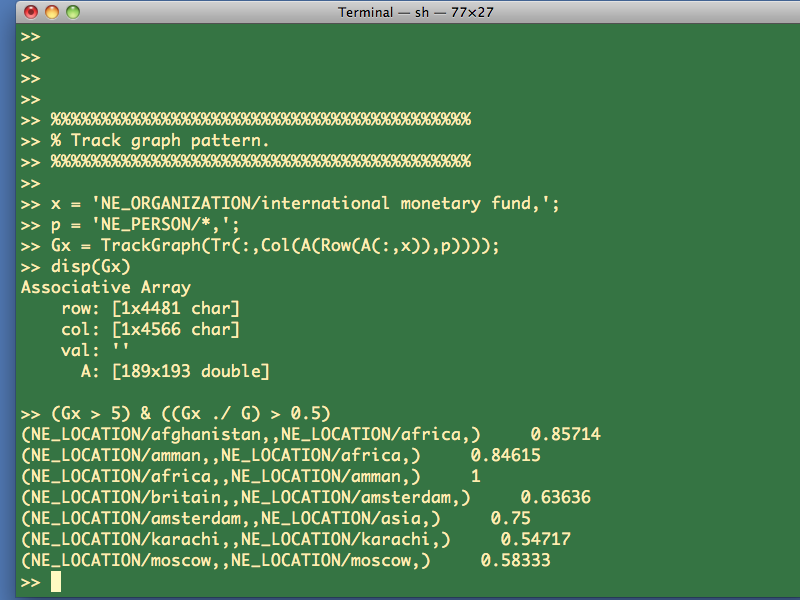 Terminal — sh — 77×27
>>
>>
>>
>>
>> %%%%%%%%%%%%%%%%%%%%%%%%%%%%%%%%%%%%%%%%%%
>> % Track graph pattern.
>> %%%%%%%%%%%%%%%%%%%%%%%%%%%%%%%%%%%%%%%%%%
>>
>> x = 'NE_ORGANIZATION/international monetary fund,';
>> p = 'NE_PERSON/*,';
>> Gx = TrackGraph(Tr(:,Col(A(Row(A(:,x)),p))));
>> disp(Gx)
Associative Array
    row: [1x4481 char]
    col: [1x4566 char]
    val: ''
      A: [189x193 double]
>> (Gx > 5) & ((Gx ./ G) > 0.5)
(NE_LOCATION/afghanistan,,NE_LOCATION/africa,)     0.85714
(NE_LOCATION/amman,,NE_LOCATION/africa,)     0.84615
(NE_LOCATION/africa,,NE_LOCATION/amman,)     1
(NE_LOCATION/britain,,NE_LOCATION/amsterdam,)     0.63636
(NE_LOCATION/amsterdam,,NE_LOCATION/asia,)     0.75
(NE_LOCATION/karachi,,NE_LOCATION/karachi,)     0.54717
(NE_LOCATION/moscow,,NE_LOCATION/moscow,)     0.58333
>>